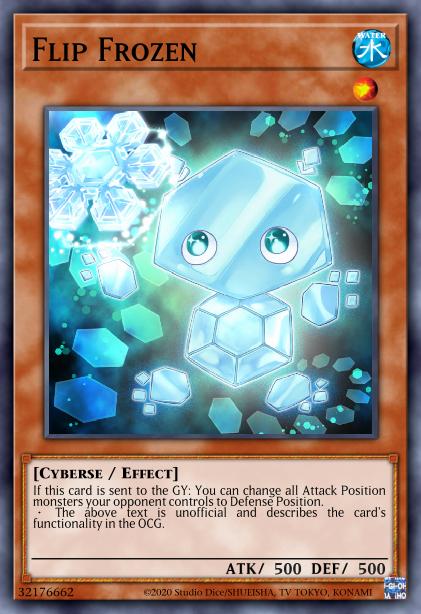 Flip Frozen
WATER
水
[Cyberse / Effect]
If this card is sent to the GY: You can change all Attack Position
monsters your opponent controls to Defense Position.
· The above text is unofficial and describes the card's
functionality in the OCG.
ATK/ 500 DEF/ 500
32176662
©2020 Studio Dice/SHUEISHA, TV TOKYO, KONAMI